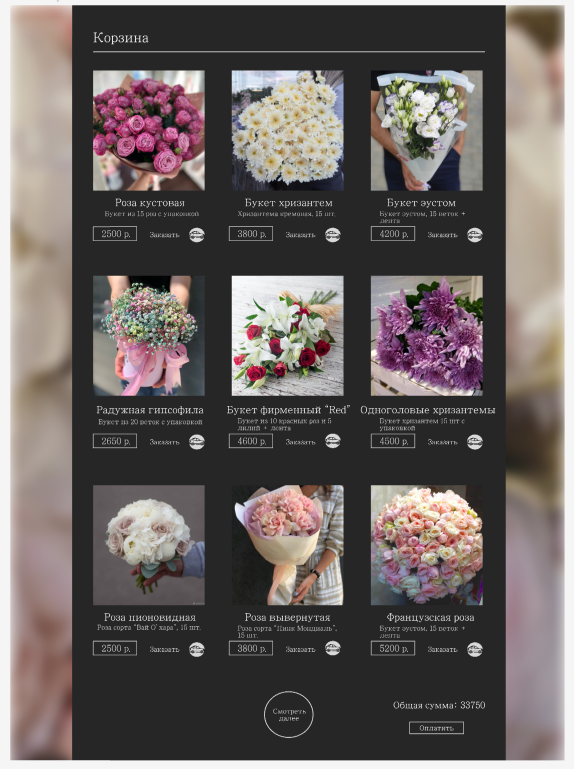 Корзина
Роза кустовая
Букет из 15 роз с упаковкой
2500 р.
Заказать
Букет хризантем
Хризантема кремовая, 15 шт.
3800 р.
Заказать
Букет эустом
Букет эустом, 15 веток +
лента
4200 р.
Заказать
Радужная гипсофила
Букет из 20 веток с упаковкой
2650 р.
Заказать
Букет фирменный "Red"
Букет из 10 красных роз и 5
лилий + лента
4600 р.
Заказать
Одноголовые хризантемы
Букет хризантем 15 шт с
упаковкой
4500 р.
Заказать
Роза пионовидная
Роза сорта "Вай О'хара", 15 шт.
2500 р.
Заказать
Роза вывернутая
Роза сорта "Пинк Мондиаль",
15 шт.
3800 р.
Заказать
Французская роза
Букет эустом, 15 веток +
лента
5200 р.
Заказать
Смотреть
далее
Общая сумма: 33750
Оплатить